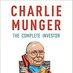 CHARLIE
MUNGER
THE COMPLETE INVESTOR